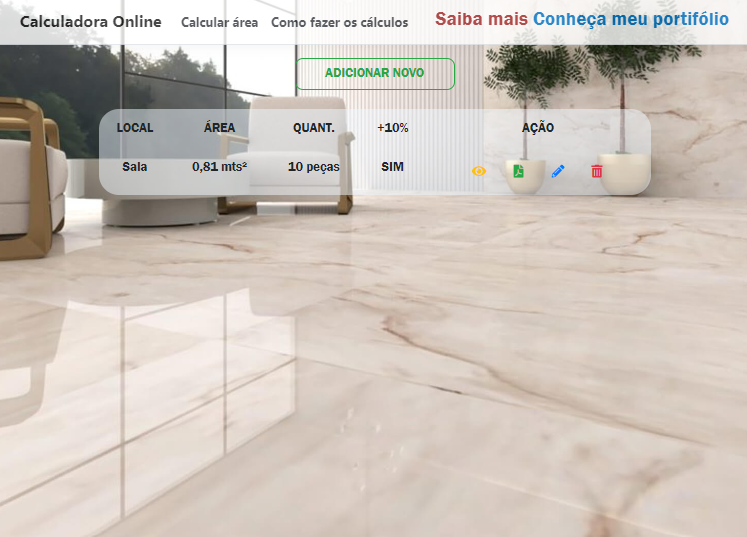 Calculadora Online Calcular área Como fazer os cálculos Saiba mais Conheça meu portifólio
ADICIONAR NOVO
LOCAL ÁREA QUANT. +10% AÇÃO
Sala 0,81 mts² 10 peças SIM